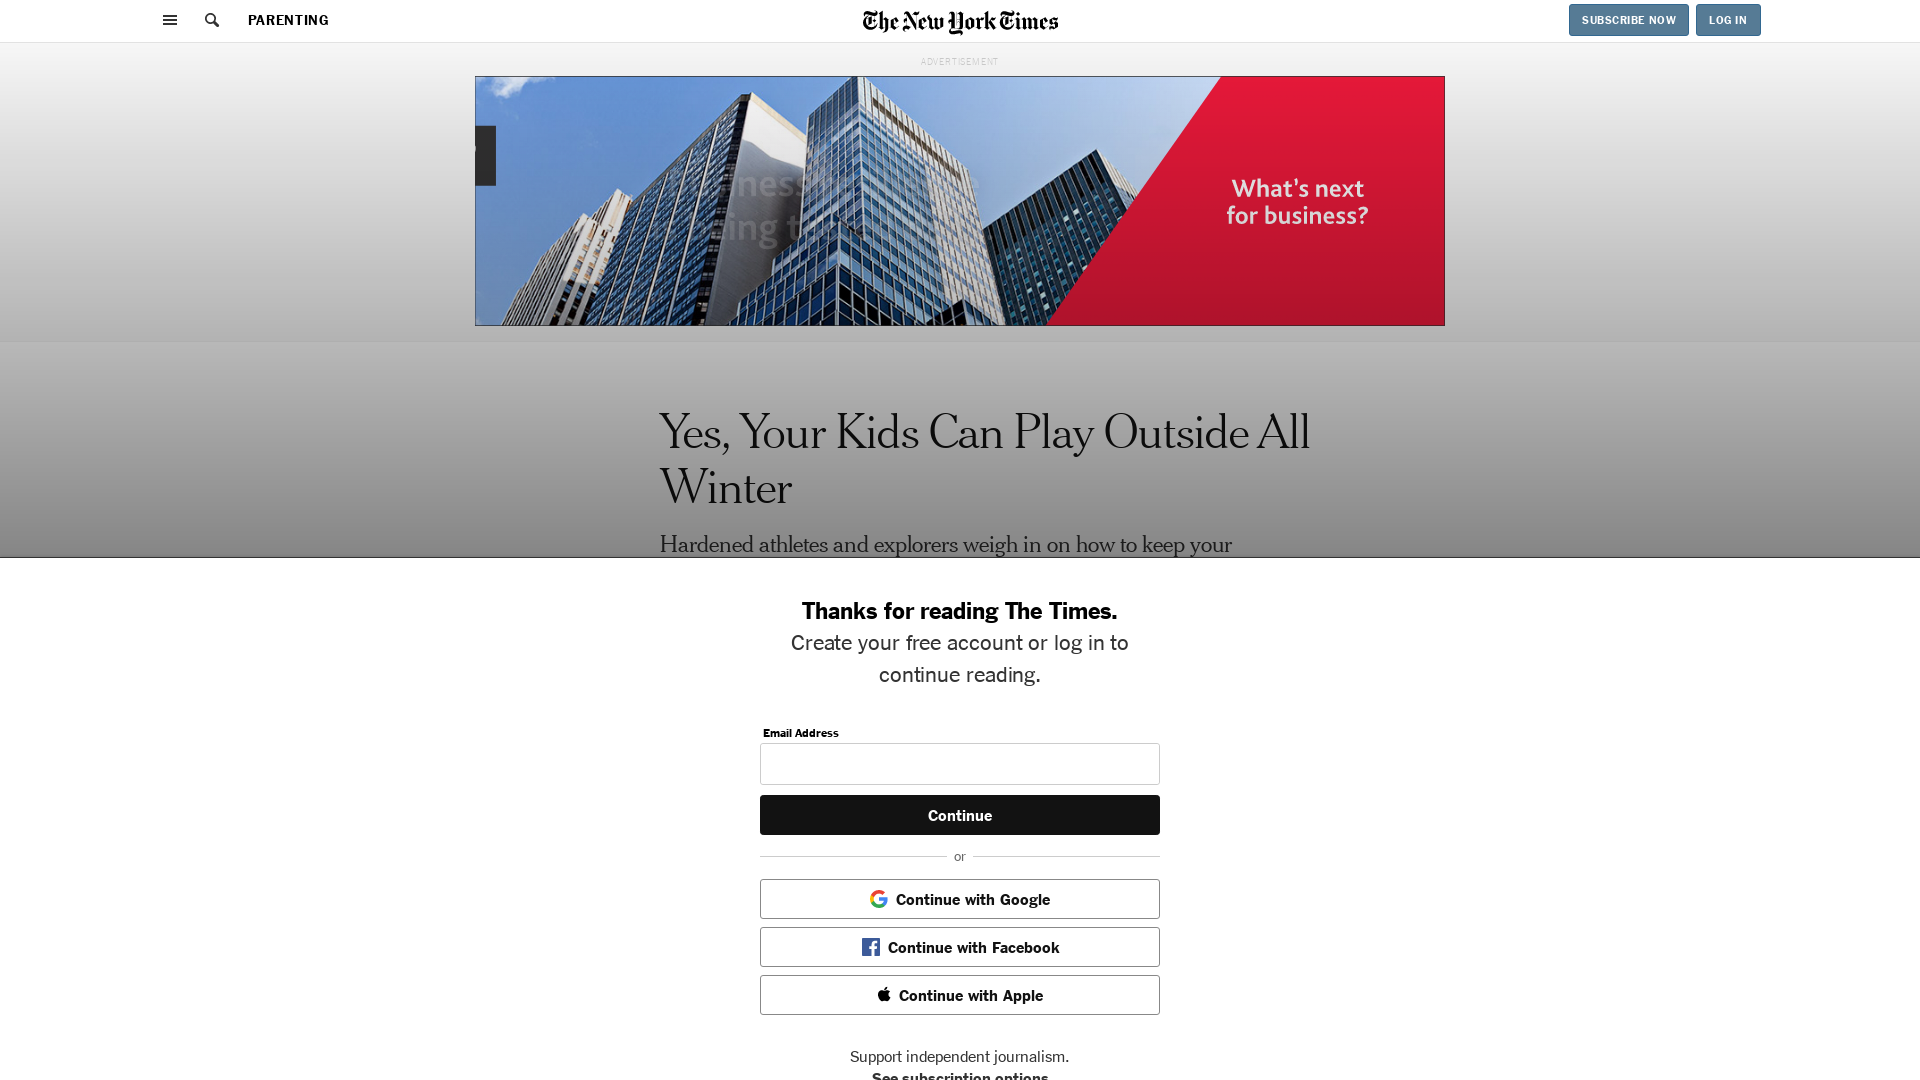 PARENTING
The New York Times
SUBSCRIBE NOW
LOG IN
ADVERTISEMENT
What's next
for business?
Yes, Your Kids Can Play Outside All
Winter
Hardened athletes and explorers weigh in on how to keep your
Thanks for reading The Times.
Create your free account or log in to
continue reading.
Email Address
Continue
or
Continue with Google
Continue with Facebook
Continue with Apple
Support independent journalism.
See subscription options